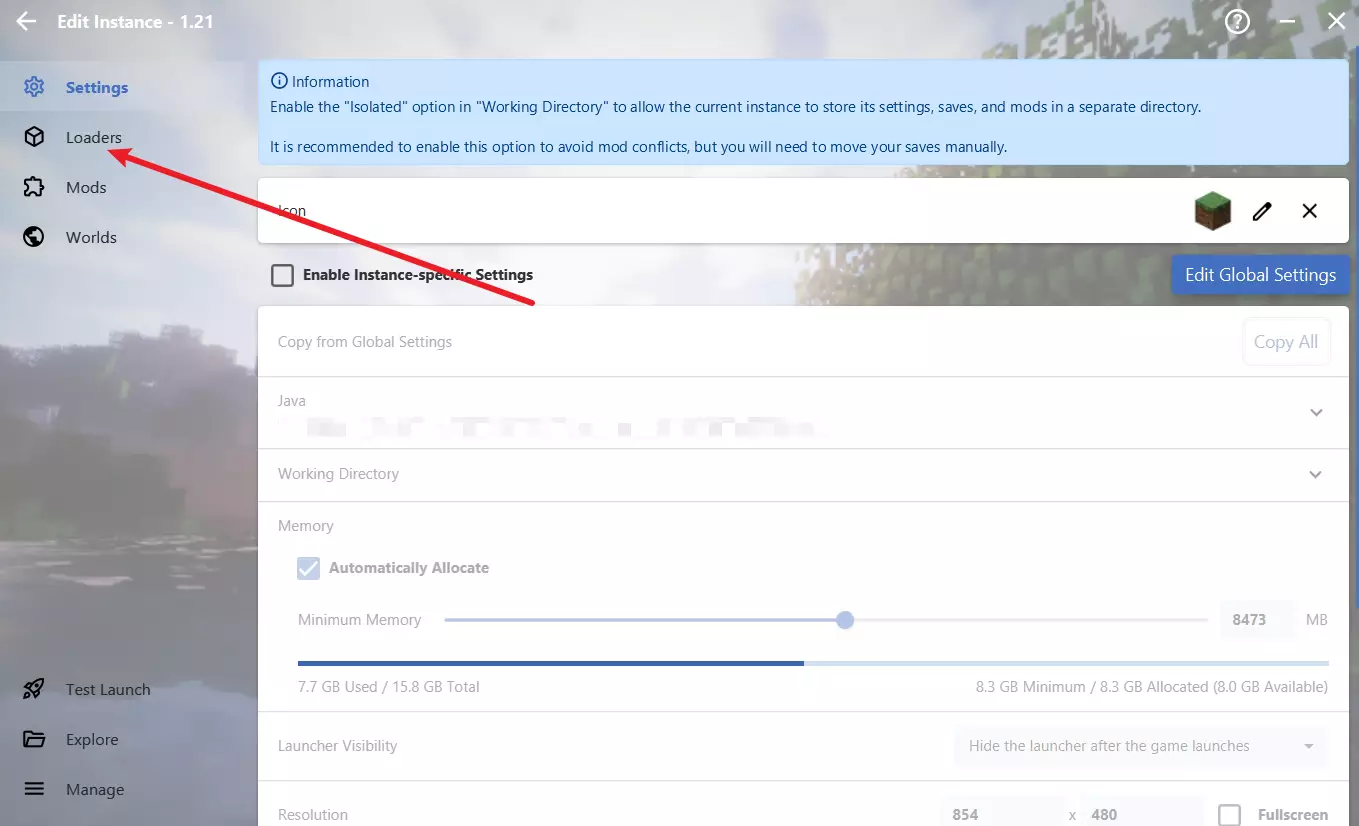 Edit Instance - 1.21
Settings
Loaders
Mods
Worlds
Information
Enable the "Isolated" option in "Working Directory" to allow the current instance to store its settings, saves, and mods in a separate directory.
It is recommended to enable this option to avoid mod conflicts, but you will need to move your saves manually.
Icon
Enable Instance-specific Settings
Edit Global Settings
Copy from Global Settings
Copy All
Java
Working Directory
Memory
Automatically Allocate
Minimum Memory 8473 MB
7.7 GB Used / 15.8 GB Total
8.3 GB Minimum / 8.3 GB Allocated (8.0 GB Available)
Launcher Visibility
Hide the launcher after the game launches
Resolution
854 x 480
Fullscreen
Test Launch
Explore
Manage